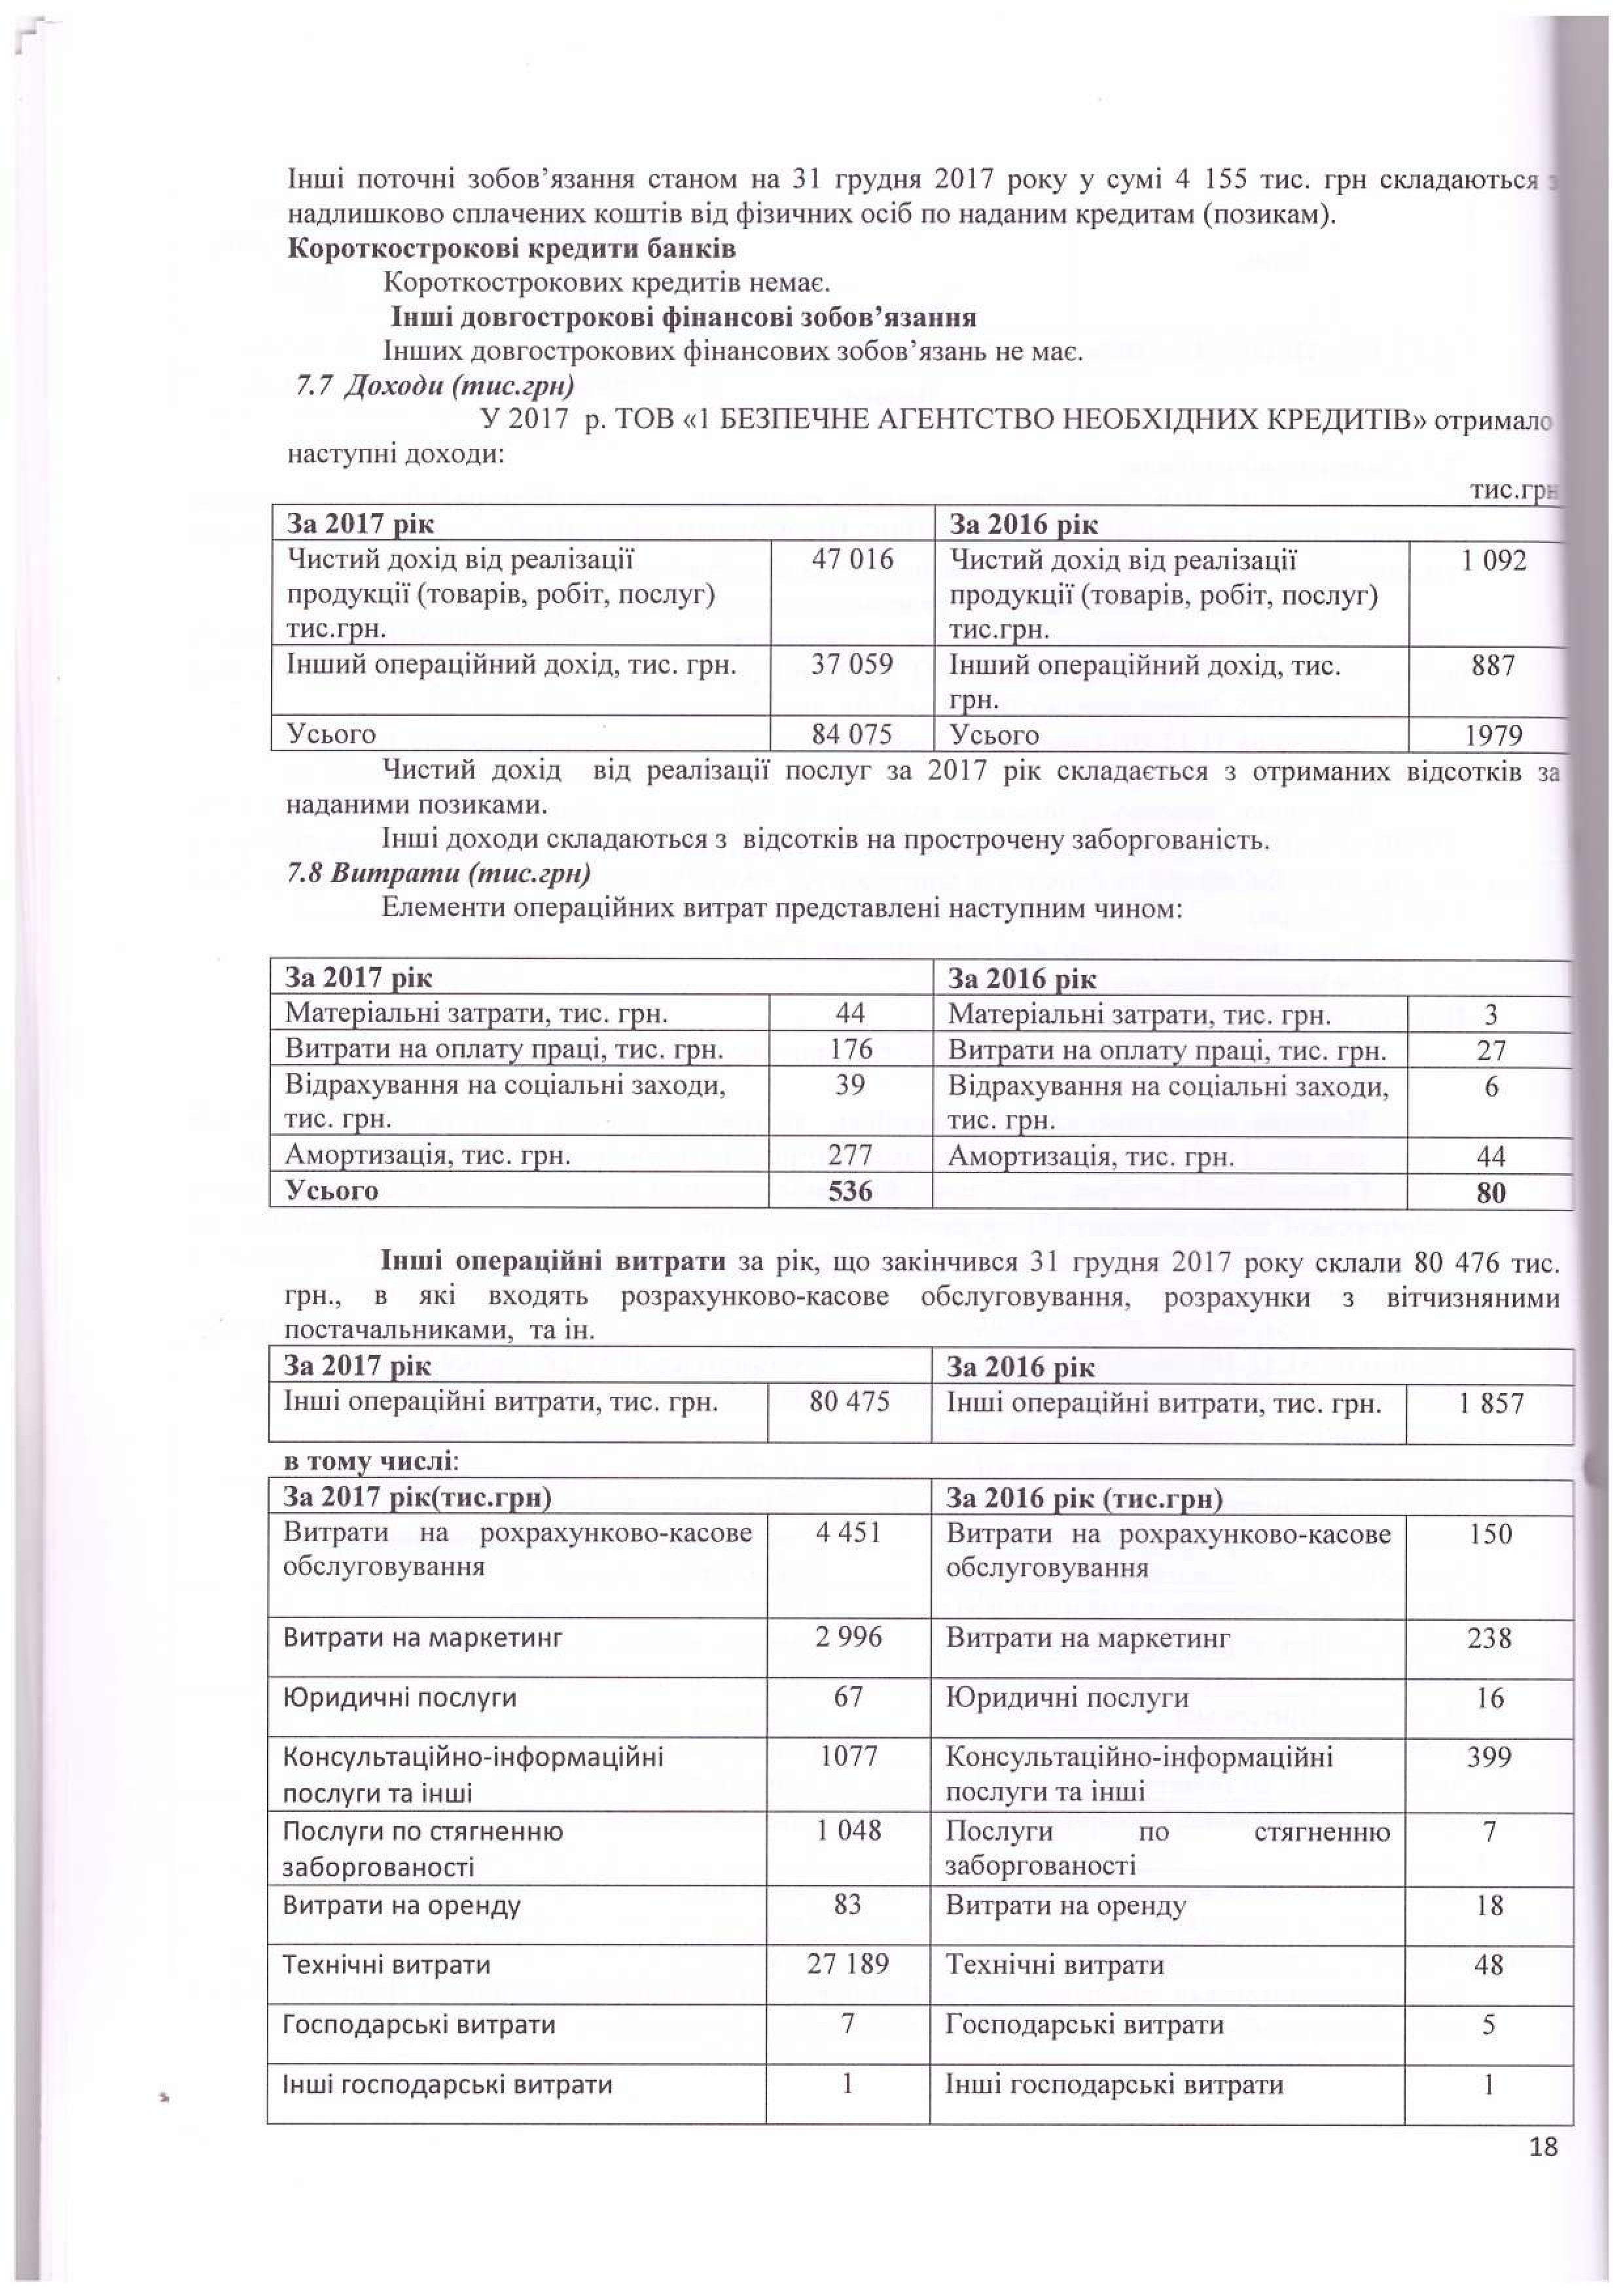 Інші поточні зобов’язання станом на 31 грудня 2017 року у сумі 4 155 тис. грн складаються з
надлишково сплачених коштів від фізичних осіб по наданим кредитам (позикам).
Короткострокові кредити банків
Короткострокових кредитів немає.
Інші довгострокові фінансові зобов’язання
Інших довгострокових фінансових зобов’язань не має.
7.7 Доходи (тис.грн)
У 2017 р. ТОВ «1 БЕЗПЕЧНЕ АГЕНТСТВО НЕОБХІДНИХ КРЕДИТІВ» отримало
наступні доходи:
тис.грн
За 2017 рік За 2016 рік
Чистий дохід від реалізації 47 016 Чистий дохід від реалізації 1 092
продукції (товарів, робіт, послуг) продукції (товарів, робіт, послуг)
тис.грн. тис.грн.
Інший операційний дохід, тис. грн. 37 059 Інший операційний дохід, тис. 887
грн.
Усього 84 075 Усього 1979
Чистий дохід від реалізації послуг за 2017 рік складається з отриманих відсотків за
наданими позиками.
Інші доходи складаються з відсотків на прострочену заборгованість.
7.8 Витрати (тис.грн)
Елементи операційних витрат представлені наступним чином:
За 2017 рік За 2016 рік
Матеріальні затрати, тис. грн. 44 Матеріальні затрати, тис. грн. 3
Витрати на оплату праці, тис. грн. 176 Витрати на оплату праці, тис. грн. 27
Відрахування на соціальні заходи, 39 Відрахування на соціальні заходи, 6
тис. грн. тис. грн.
Амортизація, тис. грн. 277 Амортизація, тис. грн. 44
Усього 536 80
Інші операційні витрати за рік, що закінчився 31 грудня 2017 року склали 80 476 тис.
грн., в які входять розрахунково-касове обслуговування, розрахунки з вітчизняними
постачальниками, та ін.
За 2017 рік За 2016 рік
Інші операційні витрати, тис. грн. 80 475 Інші операційні витрати, тис. грн. 1 857
в тому числі:
За 2017 рік(тис.грн) За 2016 рік (тис.грн)
Витрати на рохрахунково-касове 4 451 Витрати на рохрахунково-касове 150
обслуговування обслуговування
Витрати на маркетинг 2 996 Витрати на маркетинг 238
Юридичні послуги 67 Юридичні послуги 16
Консультаційно-інформаційні 1077 Консультаційно-інформаційні 399
послуги та інші послуги та інші
Послуги по стягненню 1 048 Послуги по стягненню 7
заборгованості заборгованості
Витрати на оренду 83 Витрати на оренду 18
Технічні витрати 27 189 Технічні витрати 48
Господарські витрати 7 Господарські витрати 5
Інші господарські витрати 1 Інші господарські витрати 1
18